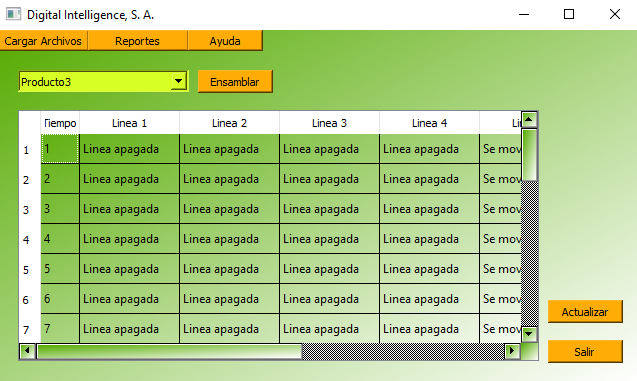 Digital Intelligence, S. A.
Cargar Archivos Reportes Ayuda
Producto3 Ensamblar
Tiempo Linea 1 Linea 2 Linea 3 Linea 4
1 1 Linea apagada Linea apagada Linea apagada Linea apagada Se mov
2 2 Linea apagada Linea apagada Linea apagada Linea apagada Se mov
3 3 Linea apagada Linea apagada Linea apagada Linea apagada Se mov
4 4 Linea apagada Linea apagada Linea apagada Linea apagada Se mov
5 5 Linea apagada Linea apagada Linea apagada Linea apagada Se mov
6 6 Linea apagada Linea apagada Linea apagada Linea apagada Se mov
7 7 Linea apagada Linea apagada Linea apagada Linea apagada Se mov
Actualizar
Salir